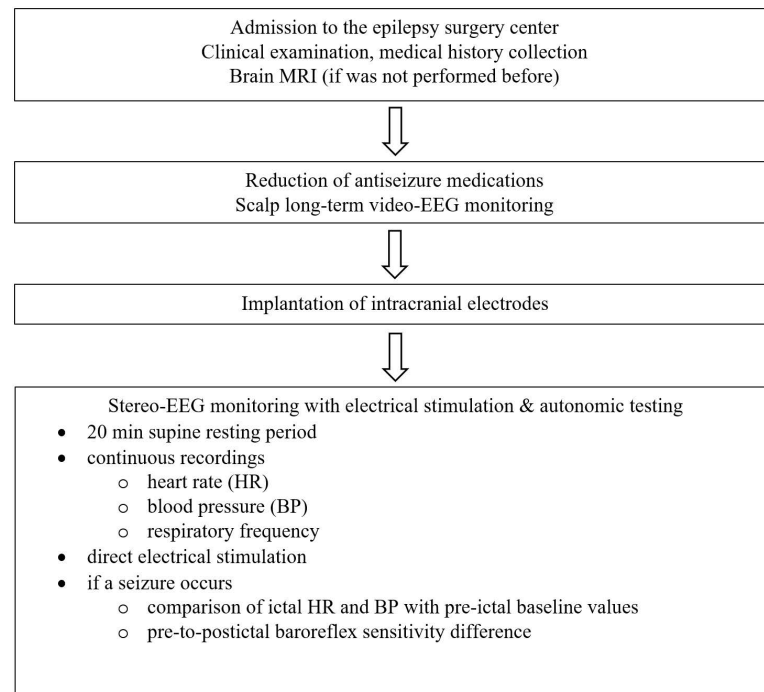 Admission to the epilepsy surgery center
Clinical examination, medical history collection
Brain MRI (if was not performed before)
Reduction of antiseizure medications
Scalp long-term video-EEG monitoring
Implantation of intracranial electrodes
Stereo-EEG monitoring with electrical stimulation & autonomic testing
• 20 min supine resting period
• continuous recordings
o heart rate (HR)
o blood pressure (BP)
o respiratory frequency
• direct electrical stimulation
• if a seizure occurs
o comparison of ictal HR and BP with pre-ictal baseline values
o pre-to-postictal baroreflex sensitivity difference